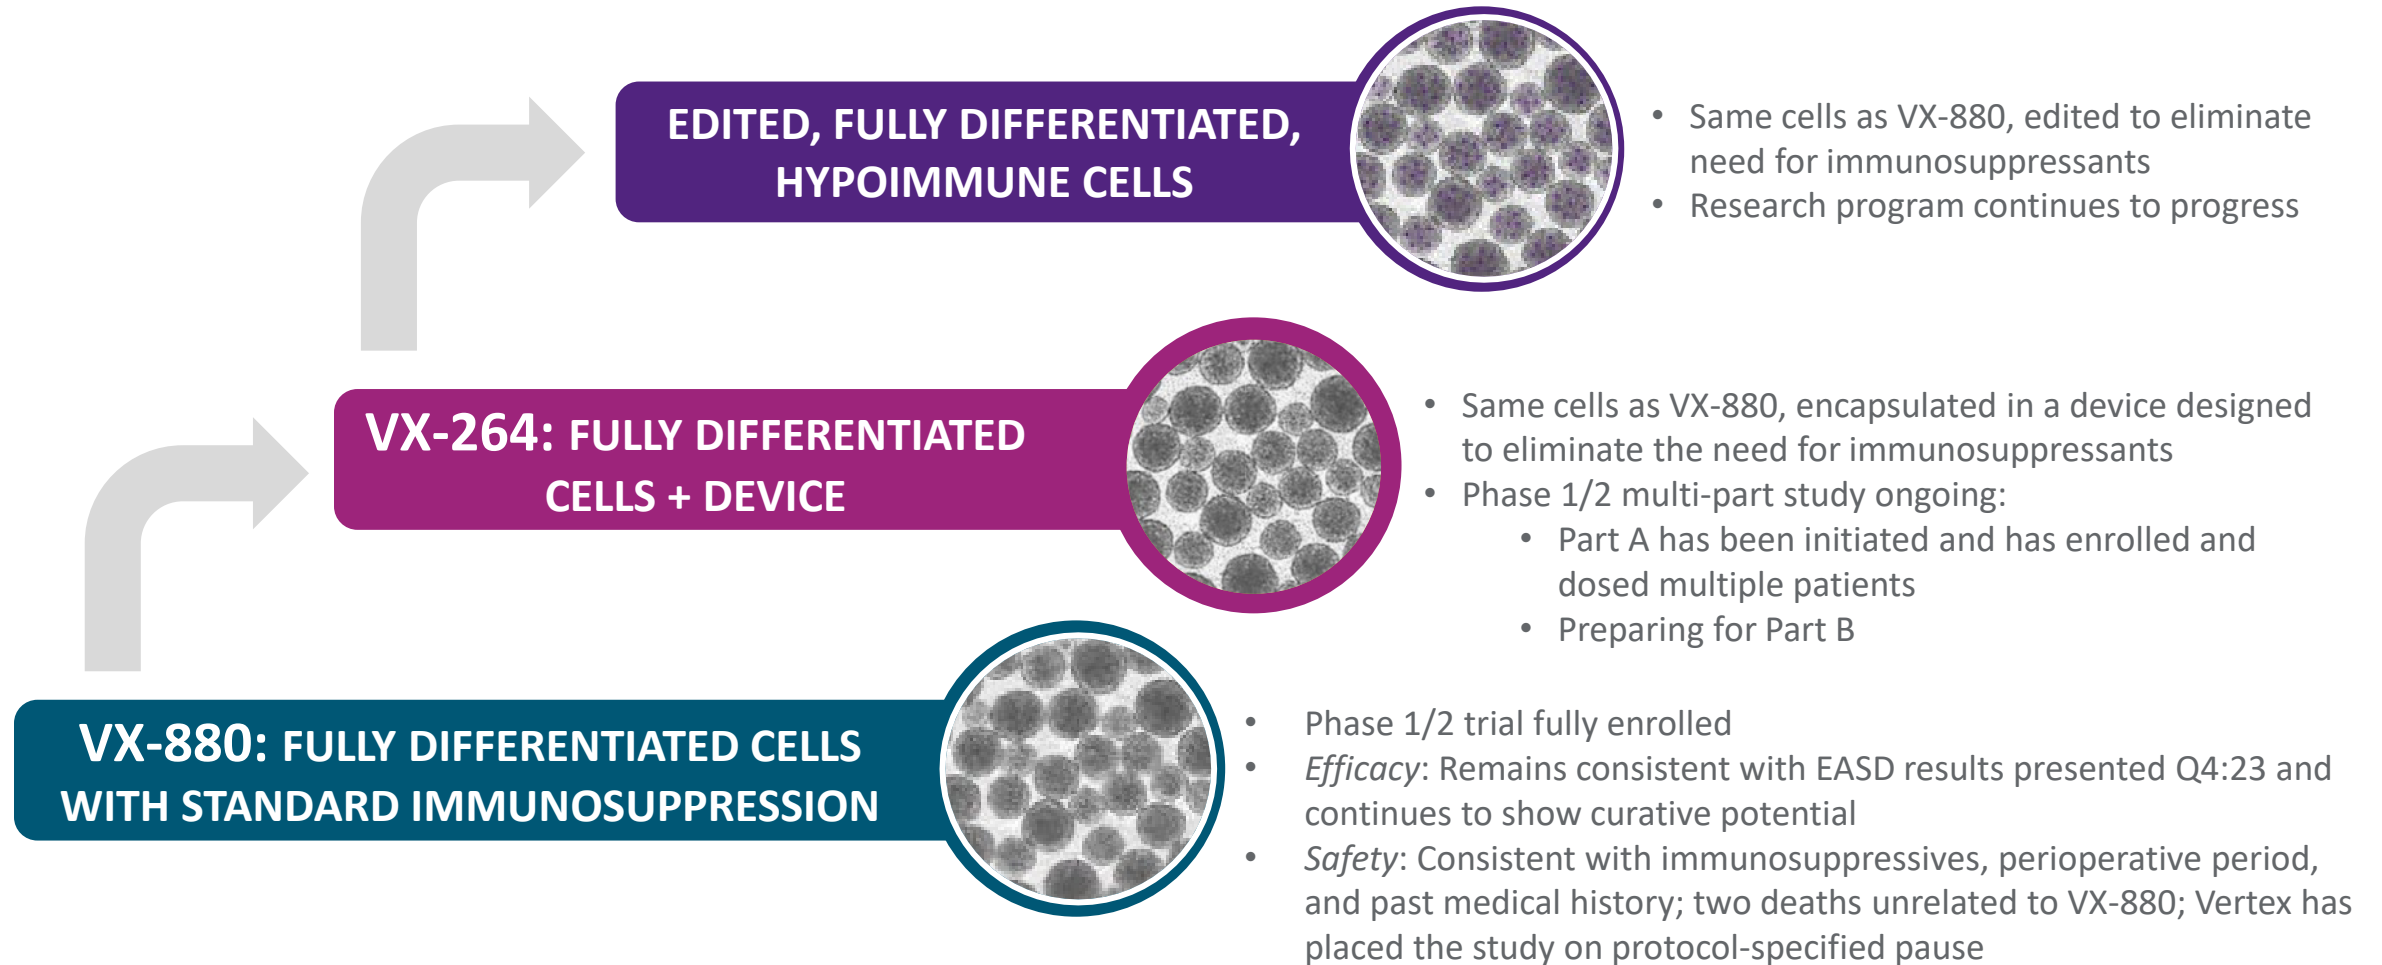 EDITED, FULLY DIFFERENTIATED,
HYPOIMMUNE CELLS
• Same cells as VX-880, edited to eliminate
need for immunosuppressants
• Research program continues to progress
VX-264: FULLY DIFFERENTIATED
CELLS + DEVICE
• Same cells as VX-880, encapsulated in a device designed
to eliminate the need for immunosuppressants
• Phase 1/2 multi-part study ongoing:
• Part A has been initiated and has enrolled and
dosed multiple patients
• Preparing for Part B
VX-880: FULLY DIFFERENTIATED CELLS
WITH STANDARD IMMUNOSUPPRESSION
• Phase 1/2 trial fully enrolled
• Efficacy: Remains consistent with EASD results presented Q4:23 and
continues to show curative potential
• Safety: Consistent with immunosuppressives, perioperative period,
and past medical history; two deaths unrelated to VX-880; Vertex has
placed the study on protocol-specified pause